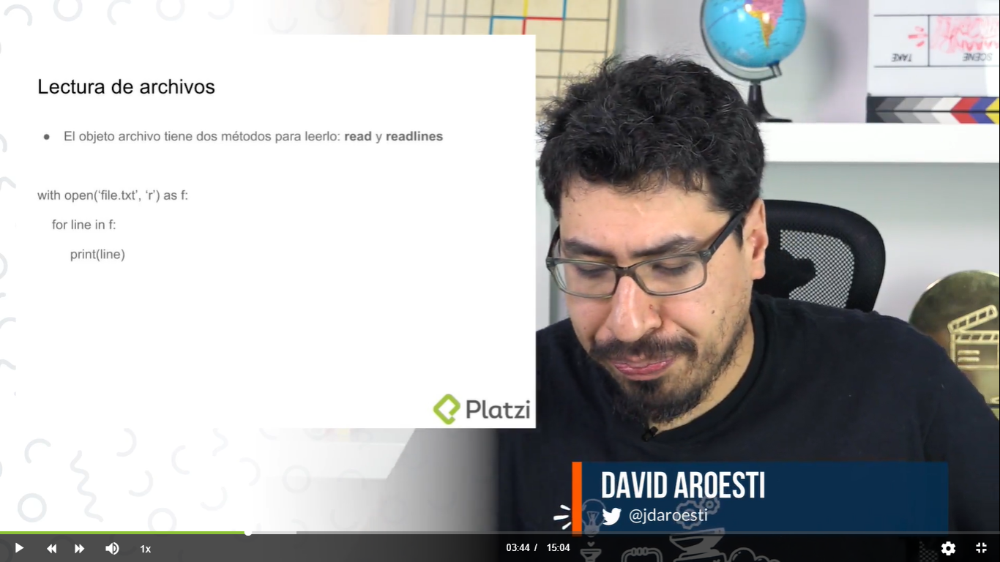 Lectura de archivos
● El objeto archivo tiene dos métodos para leerlo: read y readlines
with open(‘file.txt’, ‘r’) as f:
for line in f:
print(line)
Platzi
TAKE
SCENE
DAVID AROESTI
@jdaroesti
1x
03:44 / 15:04